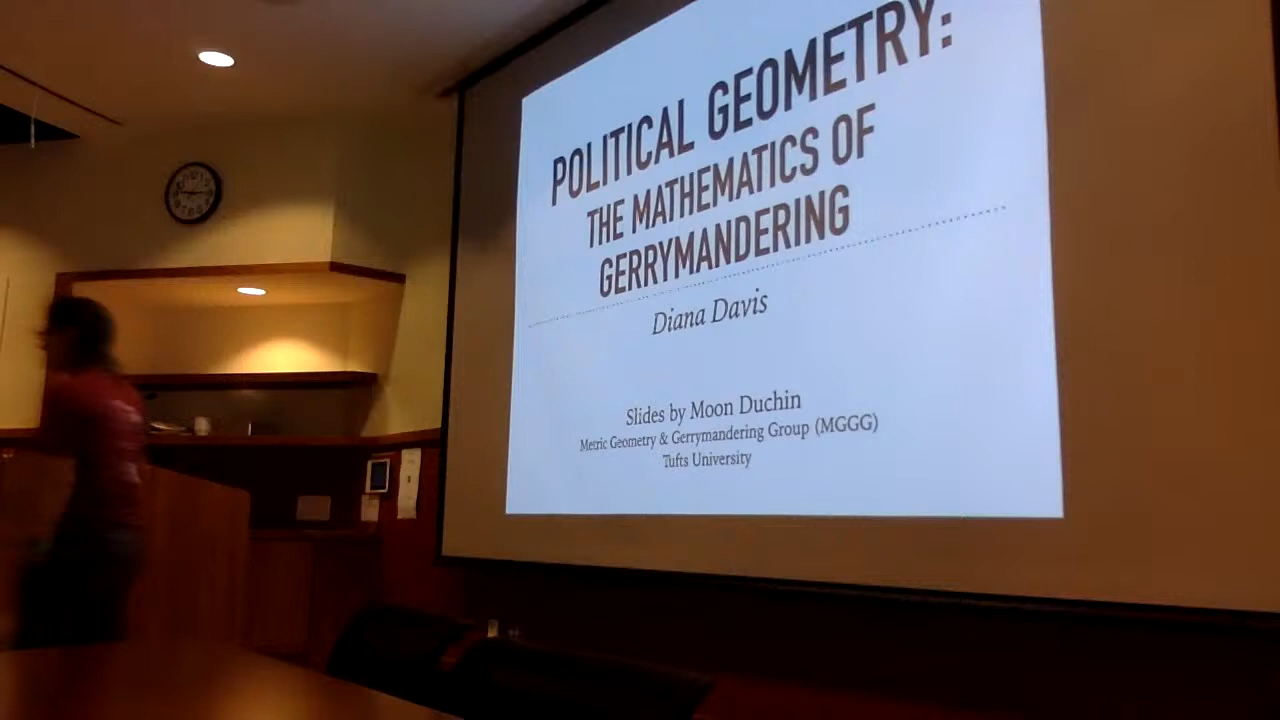 POLITICAL GEOMETRY:
THE MATHEMATICS OF
GERRYMANDERING
Diana Davis
Slides by Moon Duchin
Metric Geometry & Gerrymandering Group (MGGG)
Tufts University